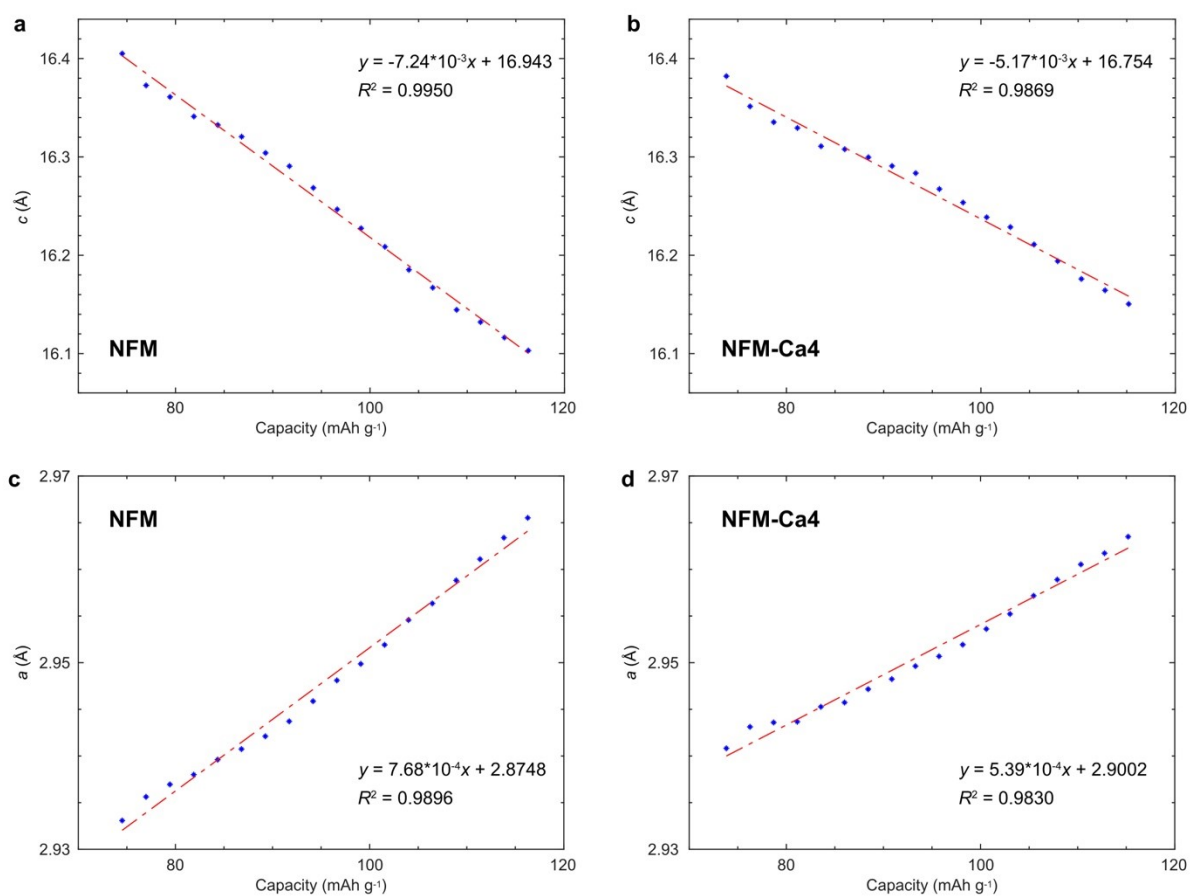 a
16.4
16.3
16.2
16.1
c (Å)
y = -7.24*10⁻³x + 16.943
R² = 0.9950
NFM
80
100
120
Capacity (mAh g⁻¹)
b
16.4
16.3
16.2
16.1
c (Å)
y = -5.17*10⁻³x + 16.754
R² = 0.9869
NFM-Ca4
80
100
120
Capacity (mAh g⁻¹)
c
2.97
2.95
2.93
a (Å)
NFM
y = 7.68*10⁻⁴x + 2.8748
R² = 0.9896
80
100
120
Capacity (mAh g⁻¹)
d
2.97
2.95
2.93
a (Å)
NFM-Ca4
y = 5.39*10⁻⁴x + 2.9002
R² = 0.9830
80
100
120
Capacity (mAh g⁻¹)